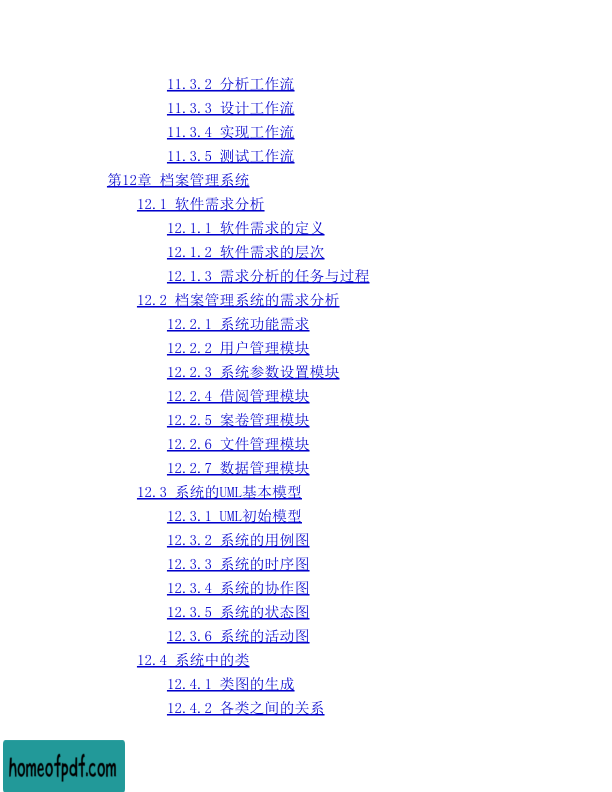 11.3.2 分析工作流
11.3.3 设计工作流
11.3.4 实现工作流
11.3.5 测试工作流
第12章 档案管理系统
12.1 软件需求分析
12.1.1 软件需求的定义
12.1.2 软件需求的层次
12.1.3 需求分析的任务与过程
12.2 档案管理系统的需求分析
12.2.1 系统功能需求
12.2.2 用户管理模块
12.2.3 系统参数设置模块
12.2.4 借阅管理模块
12.2.5 案卷管理模块
12.2.6 文件管理模块
12.2.7 数据管理模块
12.3 系统的UML基本模型
12.3.1 UML初始模型
12.3.2 系统的用例图
12.3.3 系统的时序图
12.3.4 系统的协作图
12.3.5 系统的状态图
12.3.6 系统的活动图
12.4 系统中的类
12.4.1 类图的生成
12.4.2 各类之间的关系
homeofpdf.com